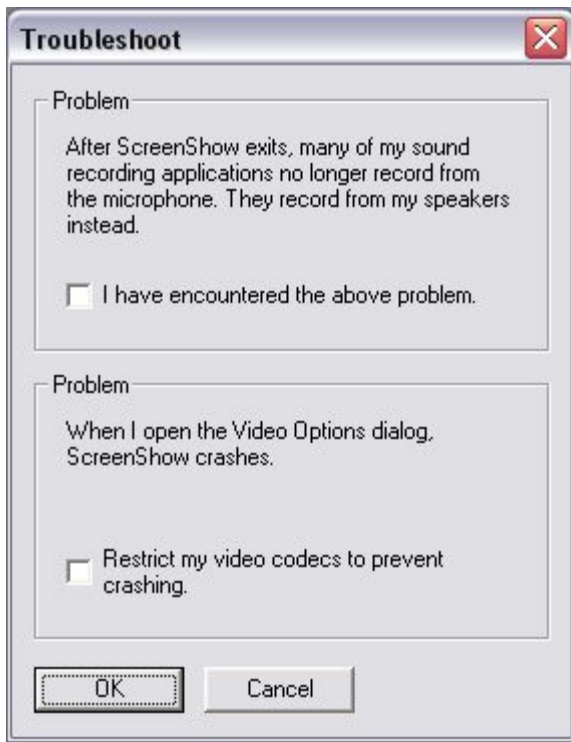 Troubleshoot
Problem
After ScreenShow exits, many of my sound
recording applications no longer record from
the microphone. They record from my speakers
instead.
I have encountered the above problem.
Problem
When I open the Video Options dialog,
ScreenShow crashes.
Restrict my video codecs to prevent
crashing.
OK
Cancel